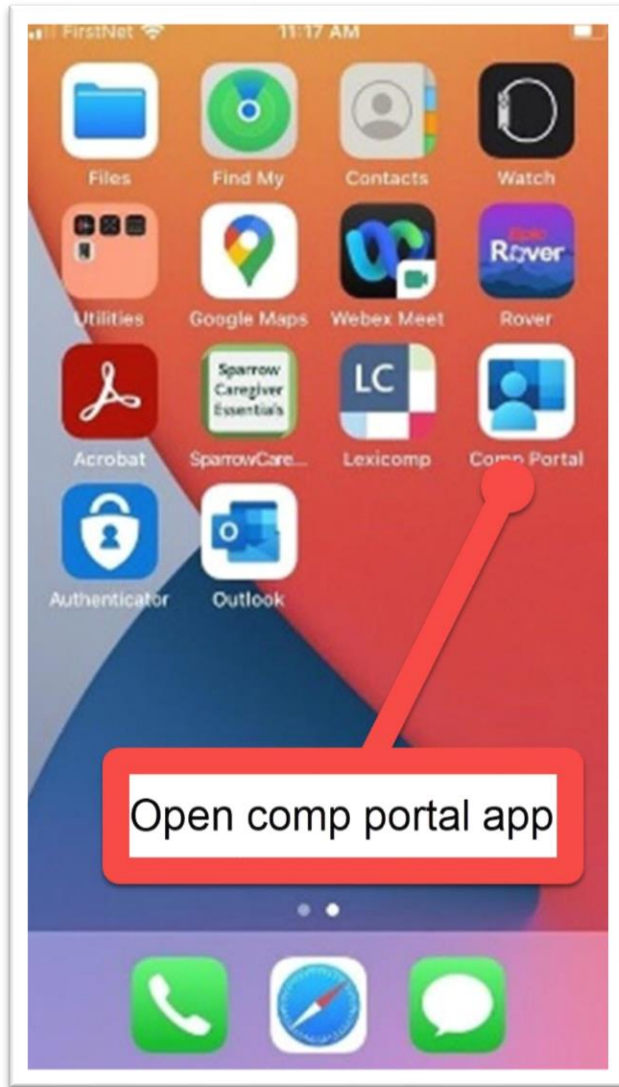 FirstNet 11:17 AM
Files Find My Contacts Watch
Epic
Rover
Utilities Google Maps Webex Meet Rover
Sparrow
Caregiver
Essentials
LC
Acrobat SparrowCare... Lexicomp Comp Portal
Authenticator Outlook
Open comp portal app